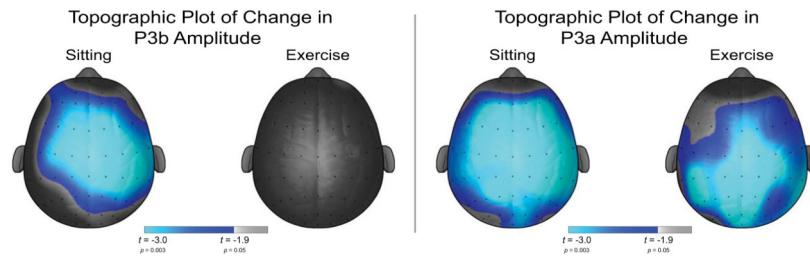 Topographic Plot of Change in
P3b Amplitude
Sitting
Exercise
t = -3.0
t = -1.9
p = 0.003
p = 0.05
Topographic Plot of Change in
P3a Amplitude
Sitting
Exercise
t = -3.0
t = -1.9
p = 0.003
p = 0.05